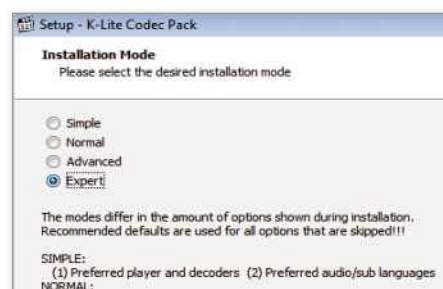 Setup - K-Lite Codec Pack
Installation Mode
Please select the desired installation mode
Simple
Normal
Advanced
Expert
The modes differ in the amount of options shown during installation.
Recommended defaults are used for all options that are skipped!!!
SIMPLE:
(1) Preferred player and decoders (2) Preferred audio/sub languages
NORMAL: